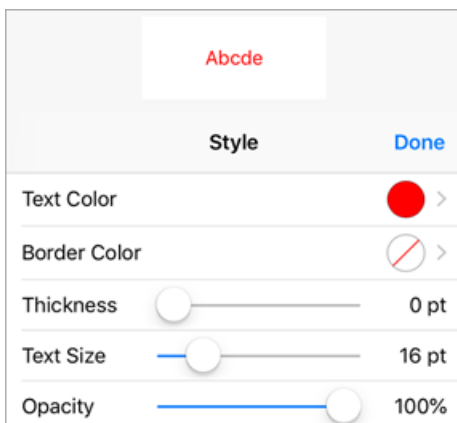 Abcde
Style Done
Text Color
Border Color
Thickness 0 pt
Text Size 16 pt
Opacity 100%